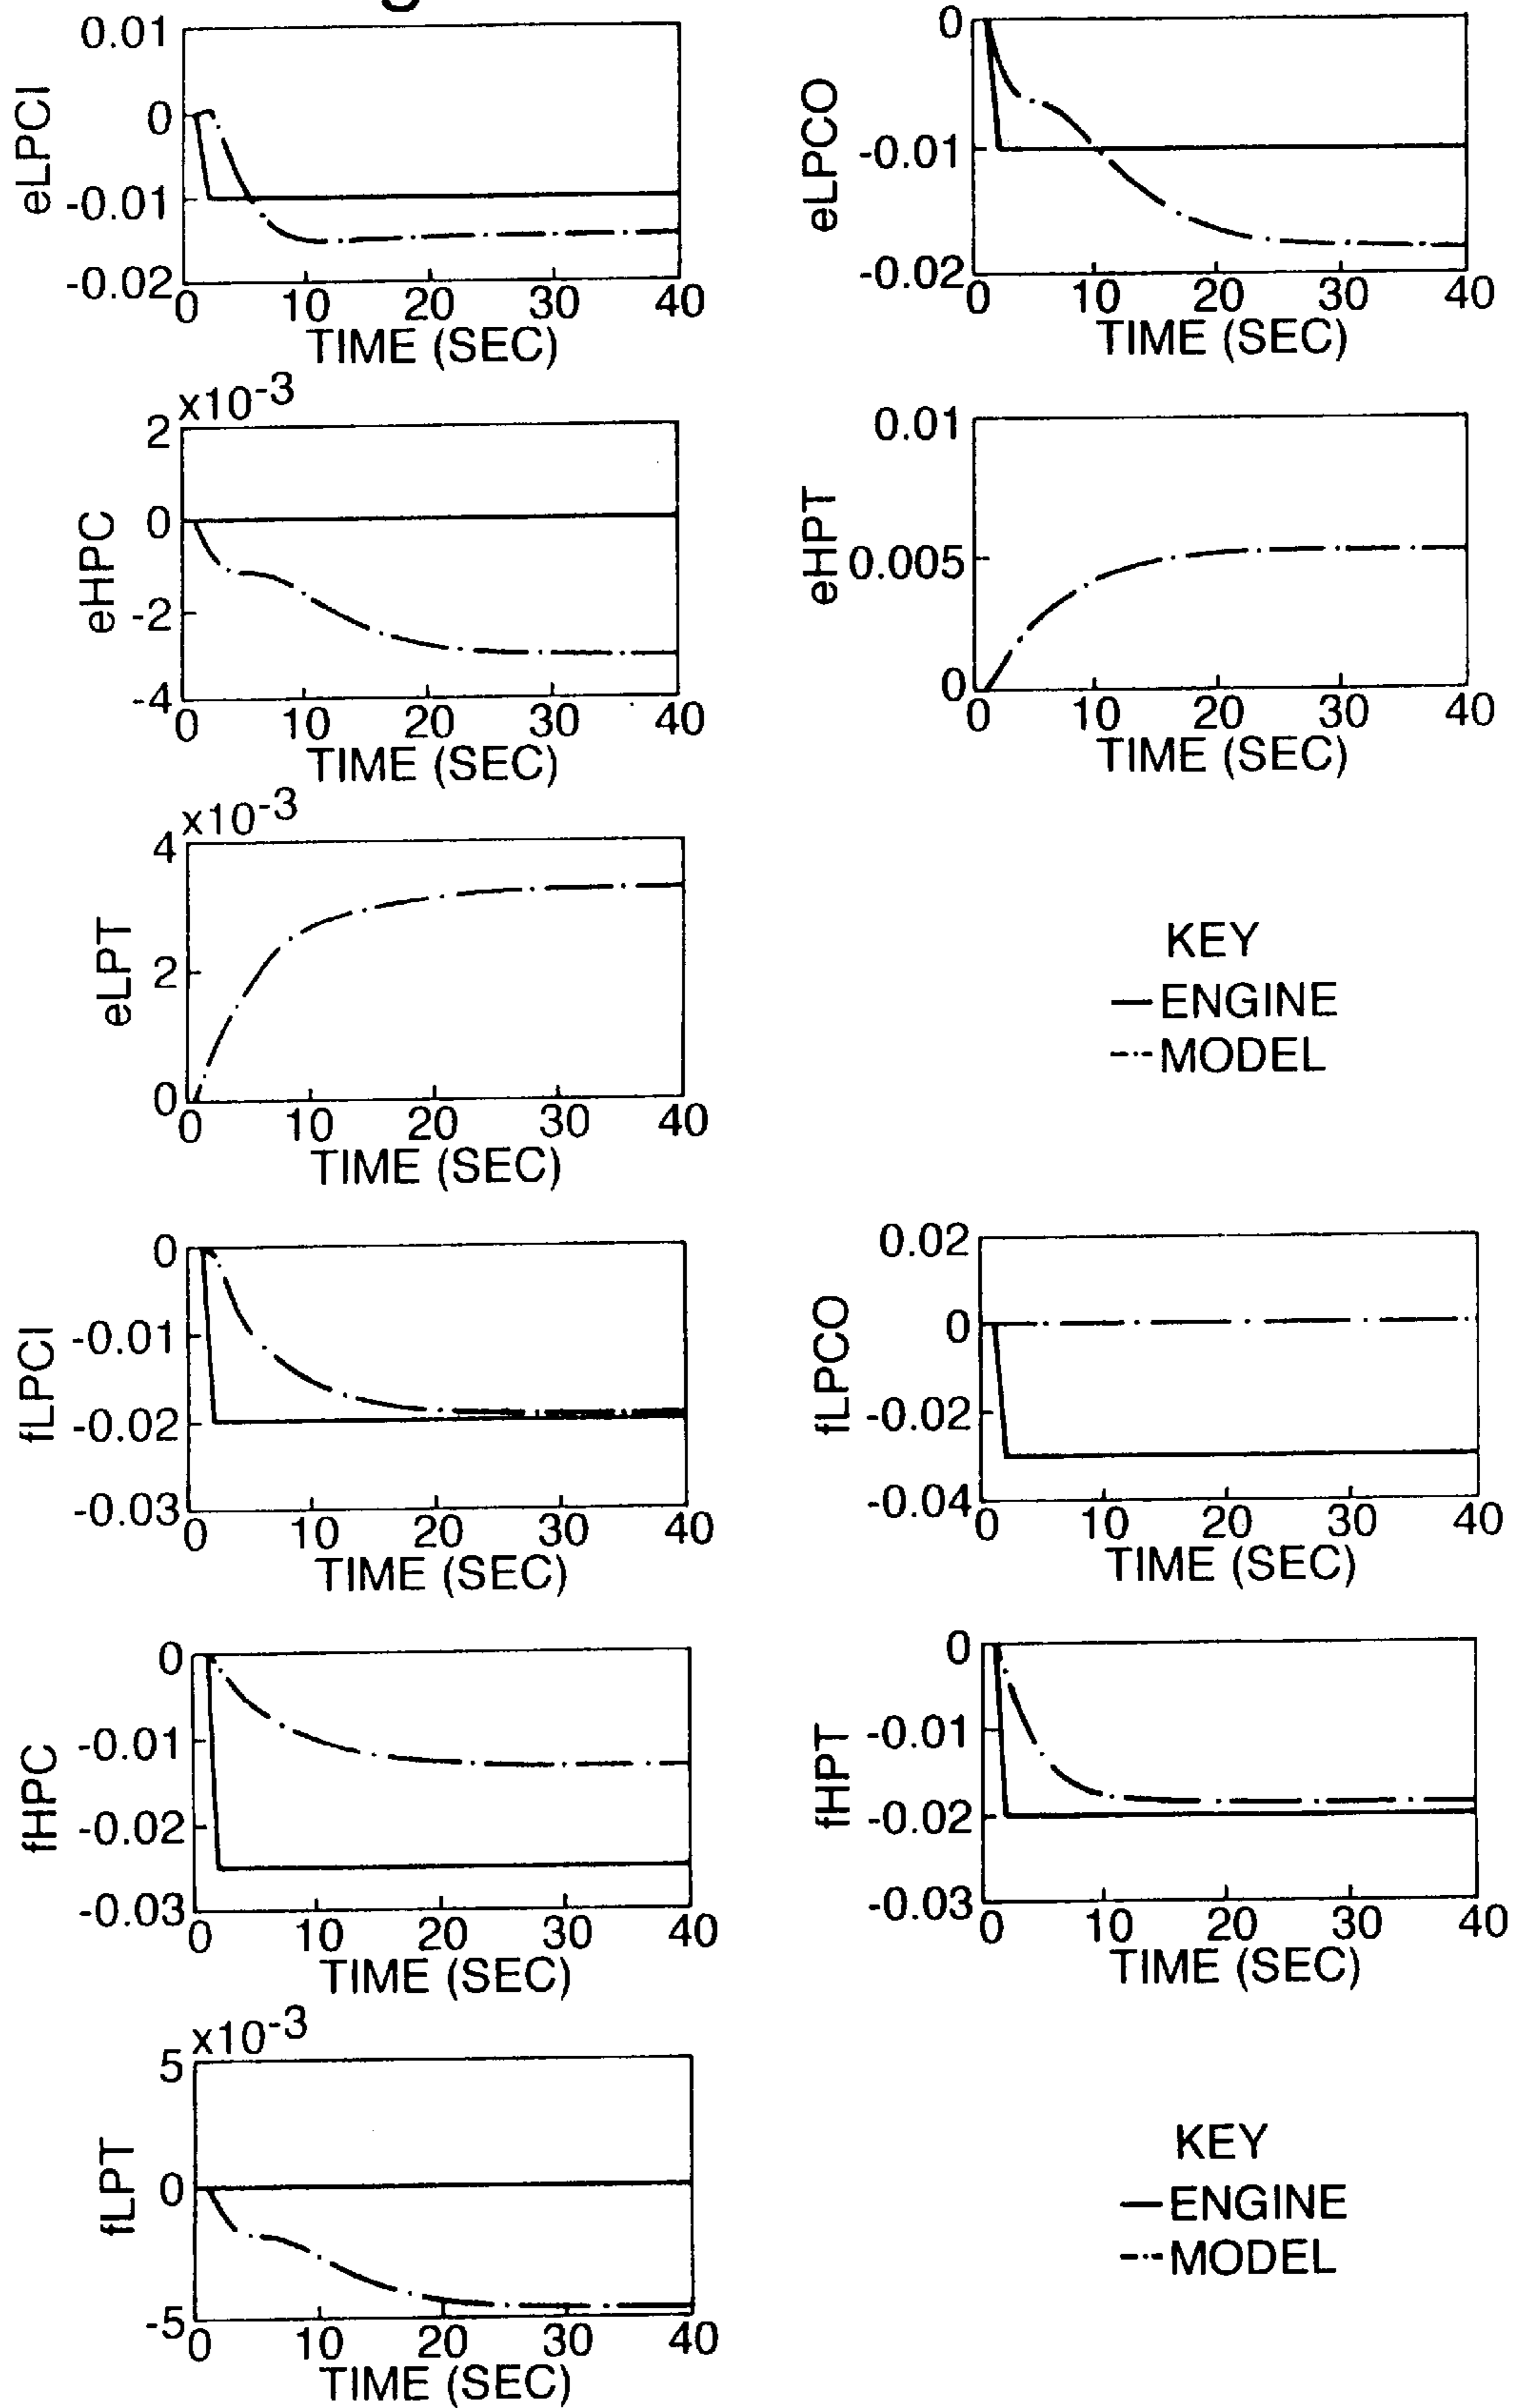 g
0.01
0
-0.01
-0.02
eLPCI
0 10 20 30 40
TIME (SEC)
0
-0.01
-0.02
eLPCO
0 10 20 30 40
TIME (SEC)
x10-3
2
0
-2
-4
eHPC
0 10 20 30 40
TIME (SEC)
0.01
0.005
0
eHPT
0 10 20 30 40
TIME (SEC)
x10-3
4
2
0
eLPT
0 10 20 30 40
TIME (SEC)
KEY
ENGINE
MODEL
0
-0.01
-0.02
-0.03
fLPCI
0 10 20 30 40
TIME (SEC)
0.02
0
-0.02
-0.04
fLPCO
0 10 20 30 40
TIME (SEC)
0
-0.01
-0.02
-0.03
fHPC
0 10 20 30 40
TIME (SEC)
0
-0.01
-0.02
-0.03
fHPT
0 10 20 30 40
TIME (SEC)
x10-3
5
0
-5
fLPT
0 10 20 30 40
TIME (SEC)
KEY
ENGINE
MODEL